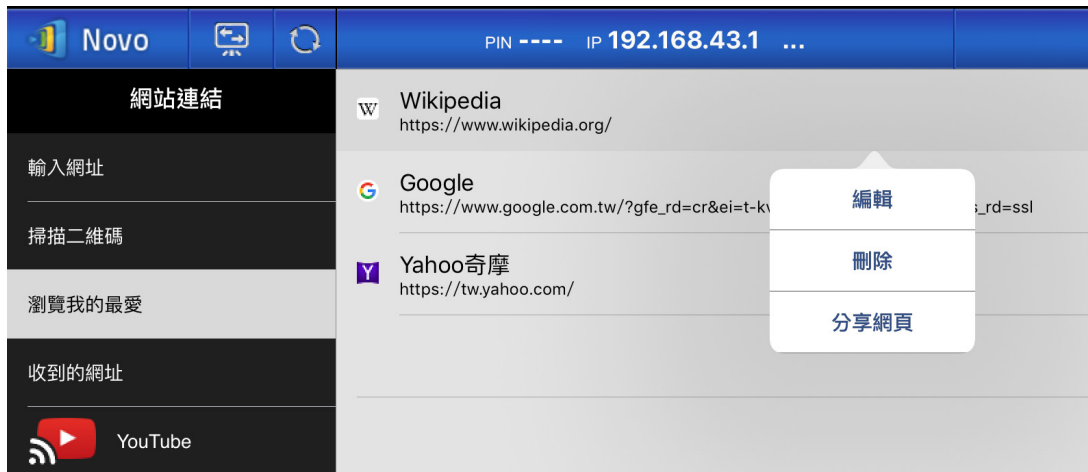 Novo
PIN ---- IP 192.168.43.1 ...
網站連結
輸入網址
掃描二維碼
瀏覽我的最愛
收到的網址
YouTube
W Wikipedia
https://www.wikipedia.org/
G Google
https://www.google.com.tw/?gfe_rd=cr&ei=t-kv s_rd=ssl
Y Yahoo奇摩
https://tw.yahoo.com/
編輯
刪除
分享網頁